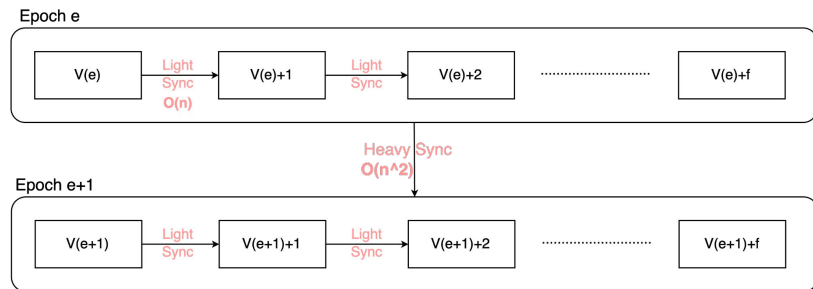 Epoch e
V(e)
Light
Sync
O(n)
V(e)+1
Light
Sync
V(e)+2
V(e)+f
Heavy Sync
O(n^2)
Epoch e+1
V(e+1)
Light
Sync
V(e+1)+1
Light
Sync
V(e+1)+2
V(e+1)+f